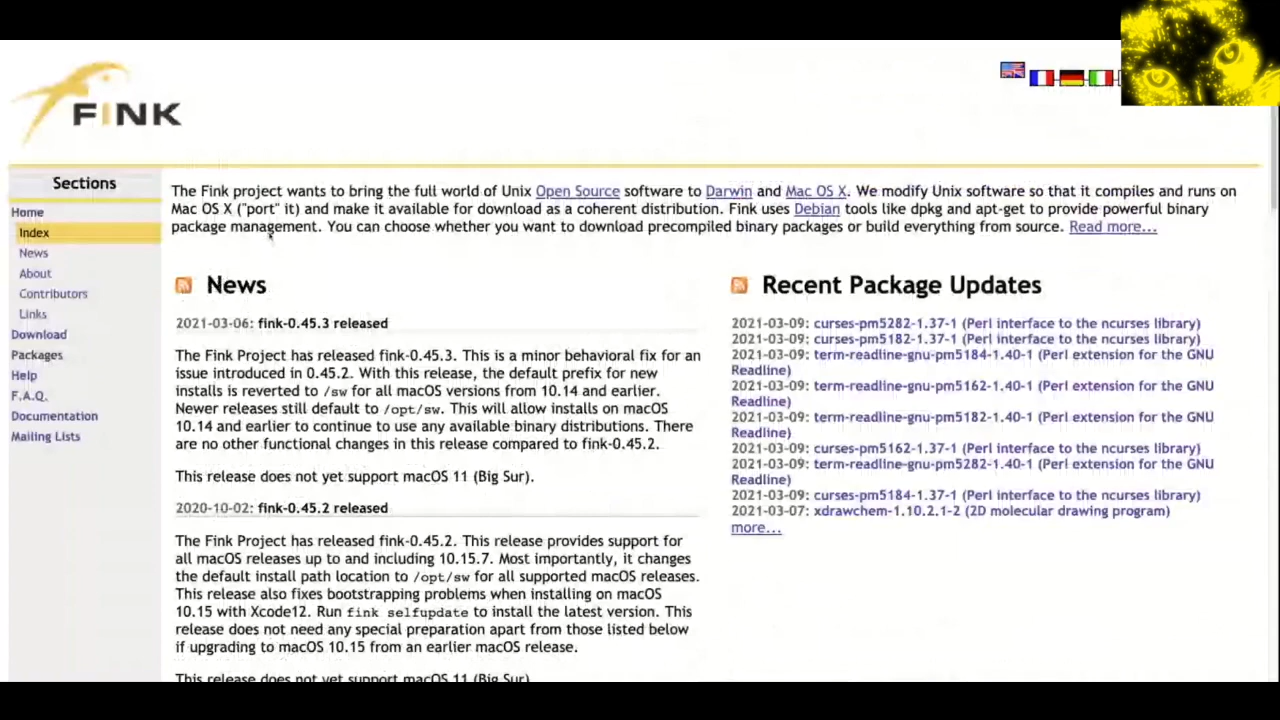 FINK
Sections
Home
Index
News
About
Contributors
Links
Download
Packages
Help
F.A.Q.
Documentation
Mailing Lists
The Fink project wants to bring the full world of Unix Open Source software to Darwin and Mac OS X. We modify Unix software so that it compiles and runs on
Mac OS X ("port" it) and make it available for download as a coherent distribution. Fink uses Debian tools like dpkg and apt-get to provide powerful binary
package management. You can choose whether you want to download precompiled binary packages or build everything from source. Read more...
News
2021-03-06: fink-0.45.3 released
The Fink Project has released fink-0.45.3. This is a minor behavioral fix for an
issue introduced in 0.45.2. With this release, the default prefix for new
installs is reverted to /sw for all macOS versions from 10.14 and earlier.
Newer releases still default to /opt/sw. This will allow installs on macOS
10.14 and earlier to continue to use any available binary distributions. There
are no other functional changes in this release compared to fink-0.45.2.
This release does not yet support macOS 11 (Big Sur).
2020-10-02: fink-0.45.2 released
The Fink Project has released fink-0.45.2. This release provides support for
all macOS releases up to and including 10.15.7. Most importantly, it changes
the default install path location to /opt/sw for all supported macOS releases.
This release also fixes bootstrapping problems when installing on macOS
10.15 with Xcode12. Run fink selfupdate to install the latest version. This
release does not need any special preparation apart from those listed below
if upgrading to macOS 10.15 from an earlier macOS release.
This release does not yet support macOS 11 (Big Sur).
Recent Package Updates
2021-03-09: curses-pm5282-1.37-1 (Perl interface to the ncurses library)
2021-03-09: curses-pm5182-1.37-1 (Perl interface to the ncurses library)
2021-03-09: term-readline-gnu-pm5184-1.40-1 (Perl extension for the GNU
Readline)
2021-03-09: term-readline-gnu-pm5162-1.40-1 (Perl extension for the GNU
Readline)
2021-03-09: term-readline-gnu-pm5182-1.40-1 (Perl extension for the GNU
Readline)
2021-03-09: curses-pm5162-1.37-1 (Perl interface to the ncurses library)
2021-03-09: term-readline-gnu-pm5282-1.40-1 (Perl extension for the GNU
Readline)
2021-03-09: curses-pm5184-1.37-1 (Perl interface to the ncurses library)
2021-03-07: xdrawchem-1.10.2.1-2 (2D molecular drawing program)
more...